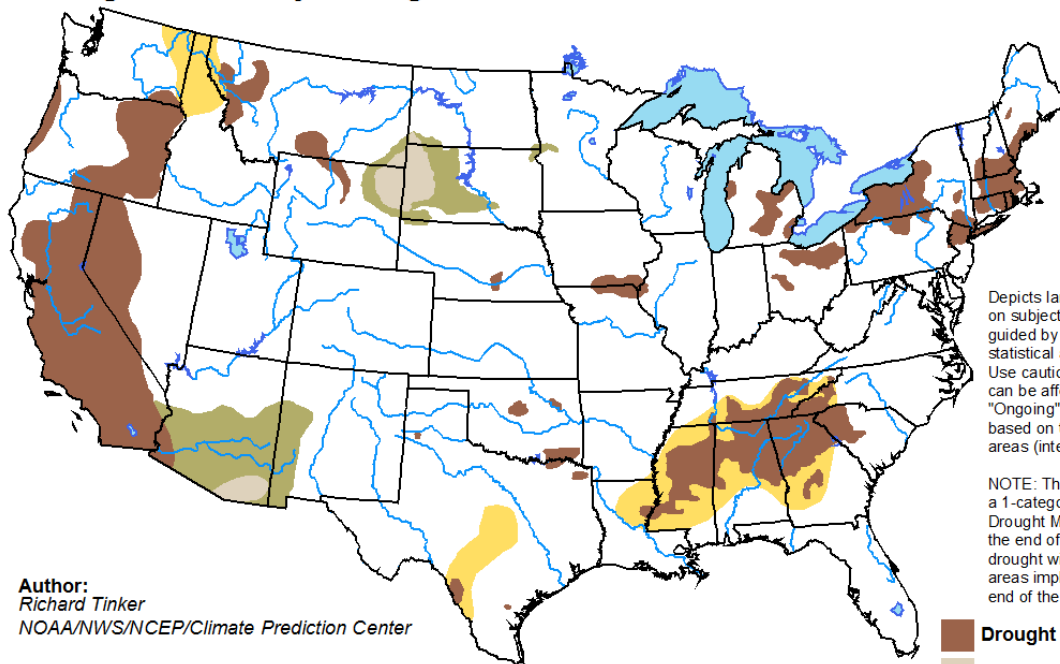 Depicts la
on subject
guided by
statistical
Use cautio
can be affe
"Ongoing"
based on t
areas (inte
NOTE: Th
a 1-catego
Drought M
the end of
drought w
areas impl
end of the
Author:
Richard Tinker
NOAA/NWS/NCEP/Climate Prediction Center
Drought